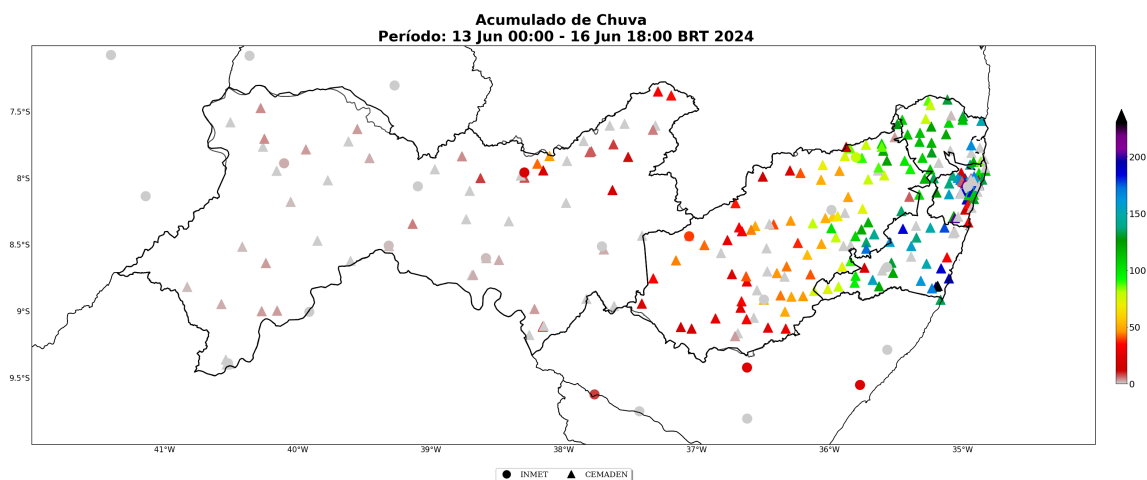 Acumulado de Chuva
Período: 13 Jun 00:00 - 16 Jun 18:00 BRT 2024
7.5°S
8°S
8.5°S
9°S
9.5°S
41°W 40°W 39°W 38°W 37°W 36°W 35°W
200
150
100
50
0
INMET CEMADEN